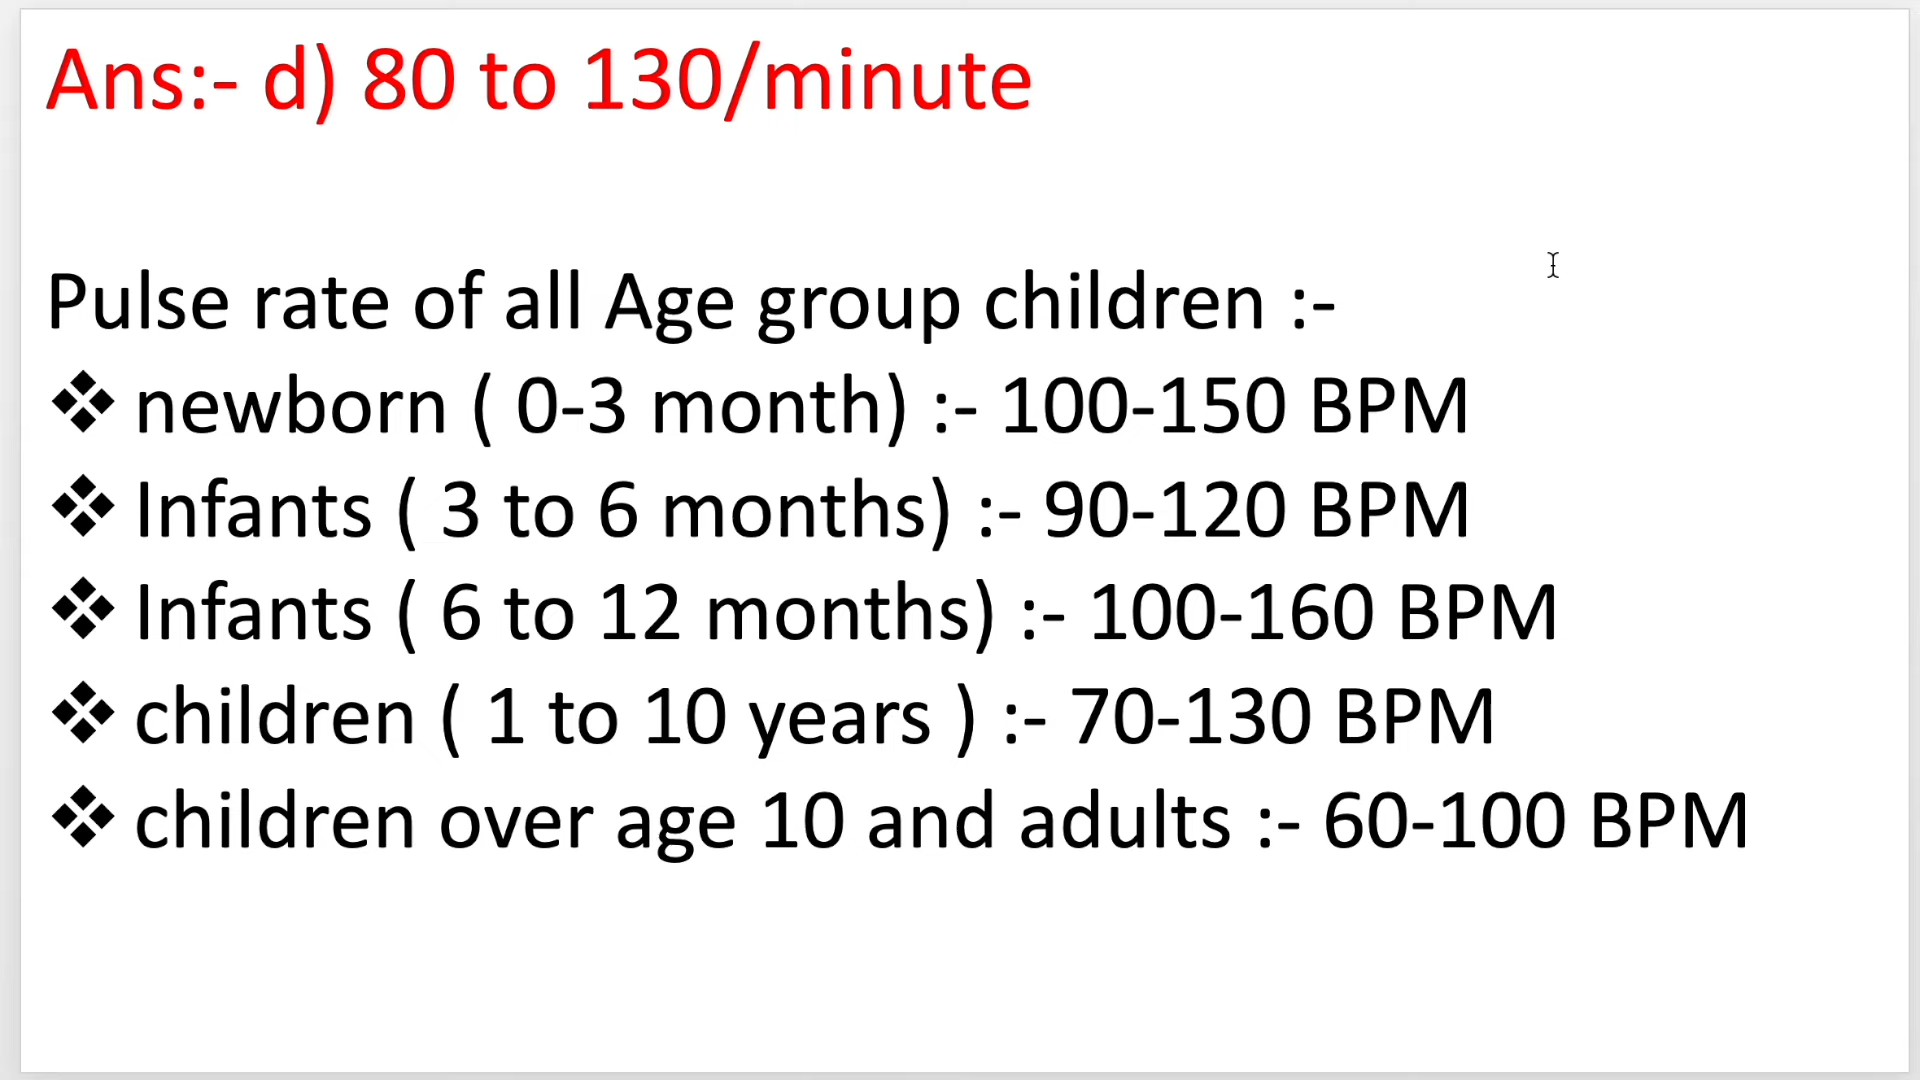 Ans:- d) 80 to 130/minute
Pulse rate of all Age group children :-
❖ newborn ( 0-3 month) :- 100-150 BPM
❖ Infants ( 3 to 6 months) :- 90-120 BPM
❖ Infants ( 6 to 12 months) :- 100-160 BPM
❖ children ( 1 to 10 years ) :- 70-130 BPM
❖ children over age 10 and adults :- 60-100 BPM